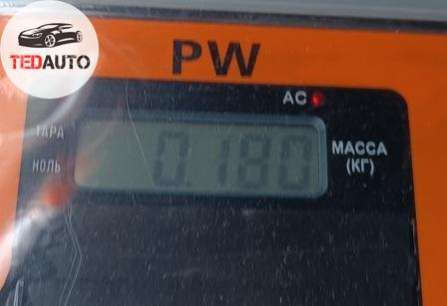 TEDAUTO
PW
AC
ТАРА
НОЛЬ
0.180
МАССА
(КГ)